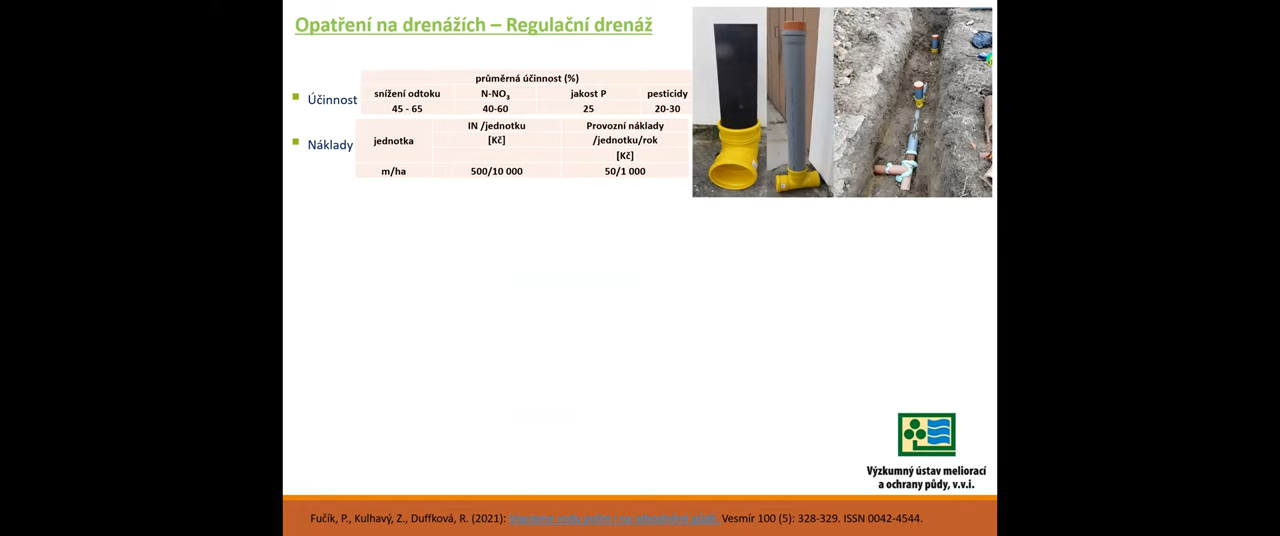 Opatření na drenážích – Regulační drenáž
průměrná účinnost (%)
snížení odtoku N-NO3 jakost P pesticidy
Účinnost
45 - 65 40-60 25 20-30
IN /jednotku Provozní náklady
jednotka [Kč] /jednotku/rok
Náklady
[Kč]
m/ha 500/10 000 50/1 000
Výzkumný ústav meliorací
a ochrany půdy, v.v.i.
Fučík, P., Kulhavý, Z., Duffková, R. (2021): Vesmír 100 (5): 328-329. ISSN 0042-4544.